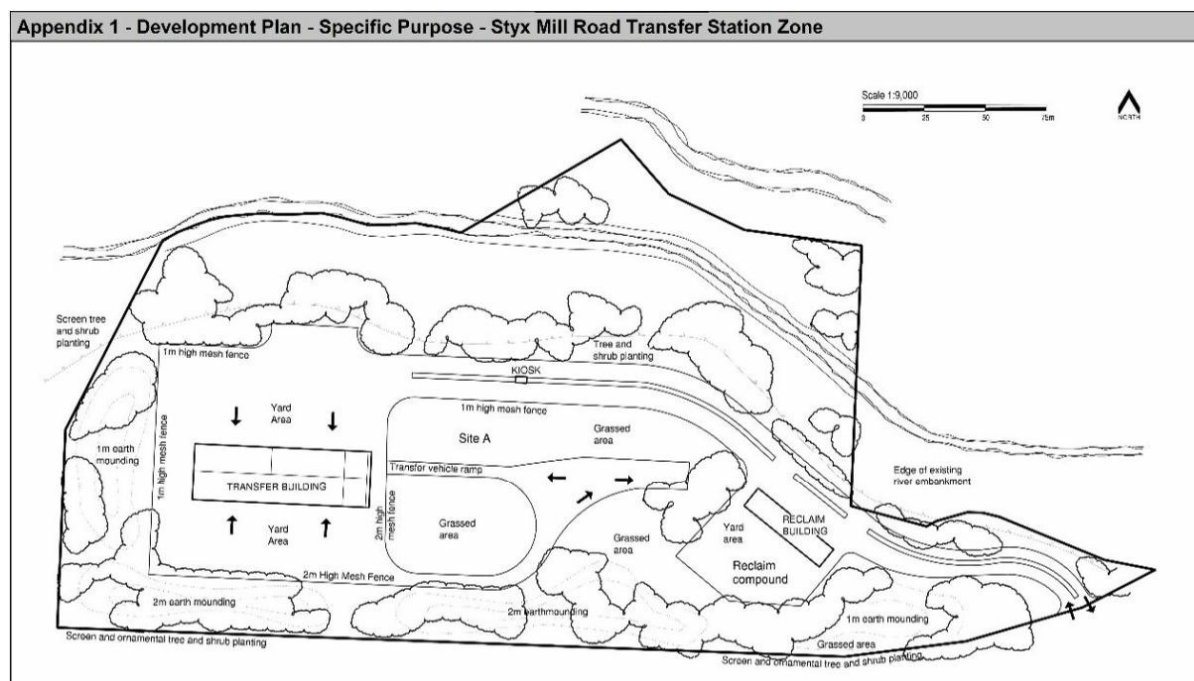 Appendix 1 - Development Plan - Specific Purpose - Styx Mill Road Transfer Station Zone
Scale 1:9,000
0 25 50 75m
NORTH
Screen tree
and shrub
planting
1m high mesh fence
Tree and
shrub planting
KIOSK
1m high mesh fence
Yard
Area
Site A
Grassed
area
1m earth
mounding
1m high mesh fence
Transfer vehicle ramp
TRANSFER BUILDING
Edge of existing
river embankment
2m high
mesh fence
Grassed
area
Yard
Area
Grassed
area
Yard
area
RECLAIM
BUILDING
Reclaim
compound
2m High Mesh Fence
2m earth mounding
2m earthmounding
1m earth mounding
Grassed area
Screen and ornamental tree and shrub planting
Screen and ornamental tree and shrub planting